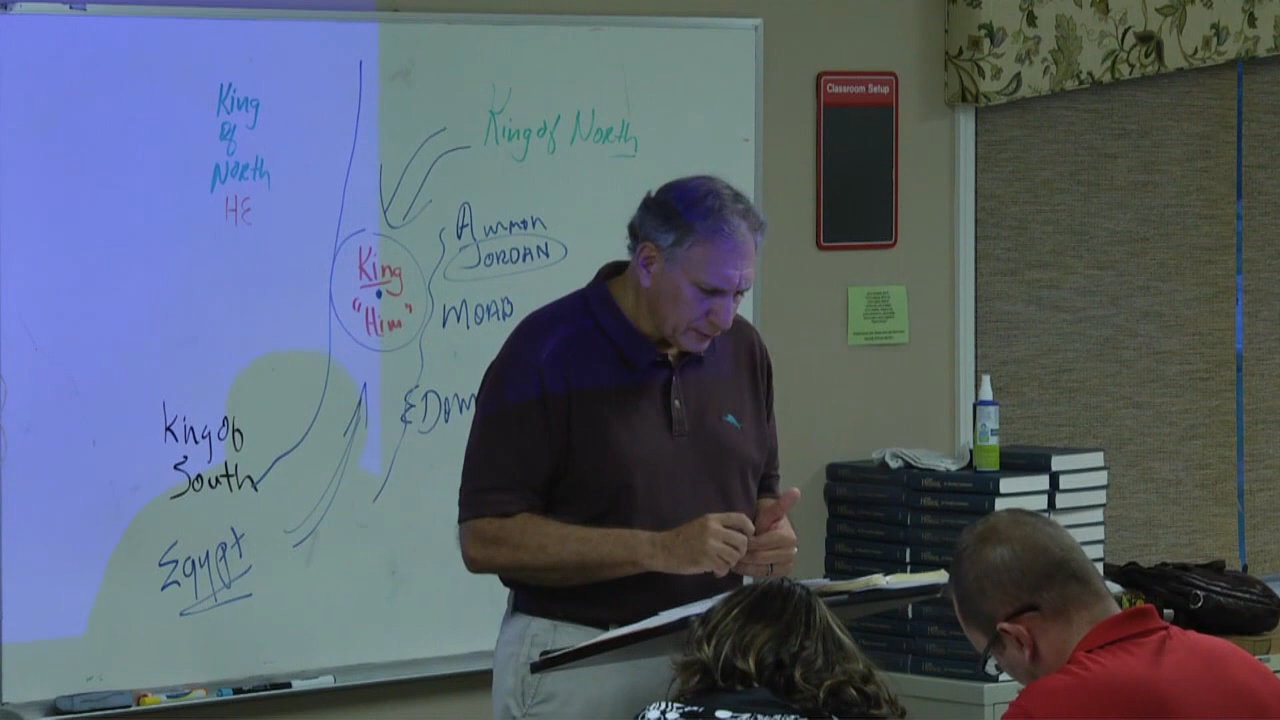 King
of
North
HE
King of North
Ammon
JORDAN
King
"Him"
MOAB
EDOM
King of
South
Egypt
Classroom Setup